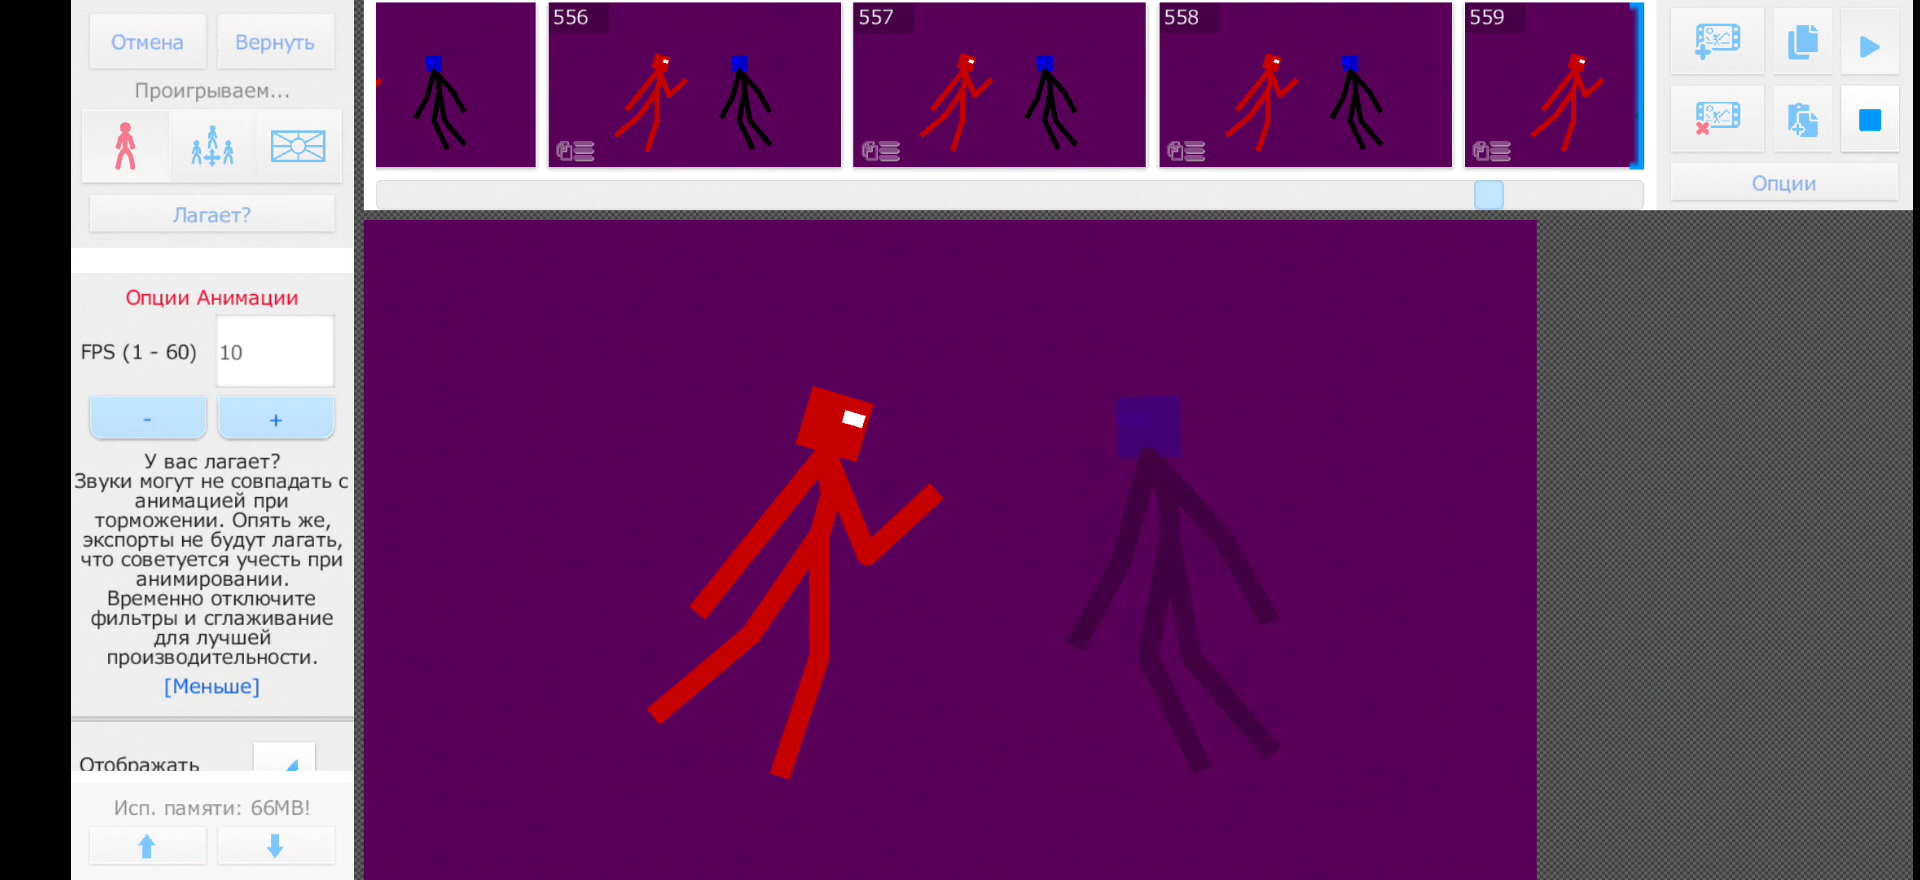 Отмена
Вернуть
Проигрываем...
Лагает?
Опции Анимации
FPS (1 - 60)
10
-
+
У вас лагает?
Звуки могут не совпадать с
анимацией при
торможении. Опять же,
экспорты не будут лагать,
что советуется учесть при
анимировании.
Временно отключите
фильтры и сглаживание
для лучшей
производительности.
[Меньше]
Отображать
Исп. памяти: 66MB!
556
557
558
559
Опции